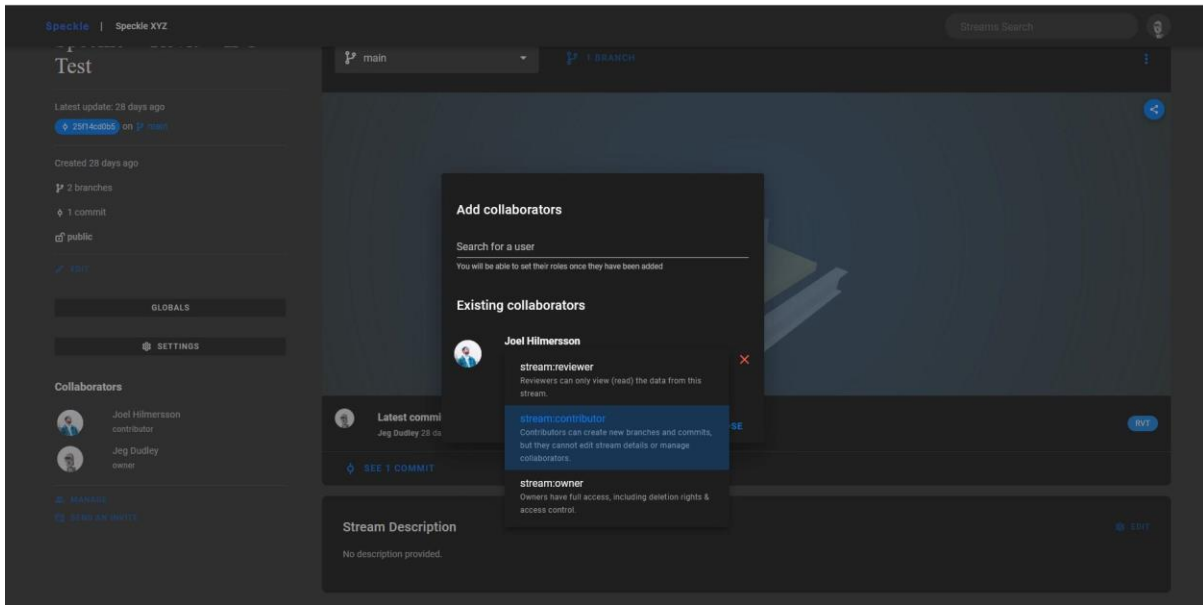 Speckle | Speckle XYZ
Streams Search
Test
main
1 BRANCH
Latest update: 28 days ago
25f14cd0b5 on main
Created 28 days ago
2 branches
1 commit
public
EDIT
GLOBALS
SETTINGS
Collaborators
Joel Hilmersson
contributor
Jeg Dudley
owner
MANAGE
SEND AN INVITE
Add collaborators
Search for a user
You will be able to set their roles once they have been added
Existing collaborators
Joel Hilmersson
stream:reviewer
Reviewers can only view (read) the data from this
stream.
stream:contributor
Contributors can create new branches and commits,
but they cannot edit stream details or manage
collaborators.
stream:owner
Owners have full access, including deletion rights &
access control.
Latest commi
Jeg Dudley 28 da
OSE
RVT
SEE 1 COMMIT
Stream Description
EDIT
No description provided.